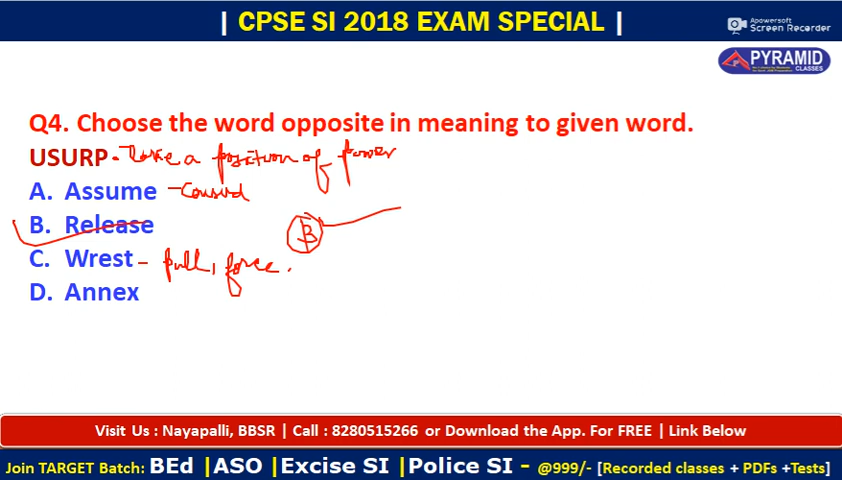 | CPSE SI 2018 EXAM SPECIAL |
Apowersoft
Screen Recorder
PYRAMID
CLASSES
Q4. Choose the word opposite in meaning to given word.
USURP - Take a position of power
A. Assume -
B. Release
B
C. Wrest - pull, force.
D. Annex
Visit Us : Nayapalli, BBSR | Call : 8280515266 or Download the App. For FREE | Link Below
Join TARGET Batch: BEd |ASO |Excise SI |Police SI - @999/- [Recorded classes + PDFs +Tests]